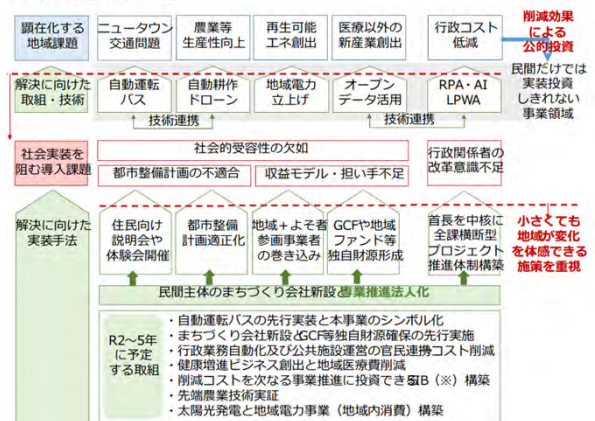 顕在化する
地域課題
ニュータウン
交通問題
農業等
生産性向上
再生可能
エネ創出
医療以外の
新産業創出
行政コスト
低減
削減効果
による
公的投資
民間だけでは
実装投資
しきれない
事業領域
解決に向けた
取組・技術
自動運転
バス
自動耕作
ドローン
地域電力
立上げ
オープン
データ活用
RPA・AI
LPWA
技術連携
技術連携
社会実装を
阻む導入課題
社会的受容性の欠如
都市整備計画の不適合
収益モデル・担い手不足
行政関係者の
改革意識不足
解決に向けた
実装手法
住民向け
説明会や
体験会開催
都市整備
計画適正化
地域+よそ者
参画事業者
の巻き込み
GCFや地域
ファンド等
独自財源形成
首長を中核に
全課横断型
プロジェクト
推進体制構築
小さくても
地域が変化
を体感できる
施策を重視
民間主体のまちづくり会社新設と専業推進法人化
R2~5年
に予定
する取組
・自動運転バスの先行実装と本事業のシンボル化
・まちづくり会社新設とGCF等独自財源確保の先行実施
・行政業務自動化及び公共施設運営の官民連携コスト削減
・健康増進ビジネス創出と地域医療費削減
・削減コストを次なる事業推進に投資できるSIB(※)構築
・先端農業技術実証
・太陽光発電と地域電力事業(地域内消費)構築